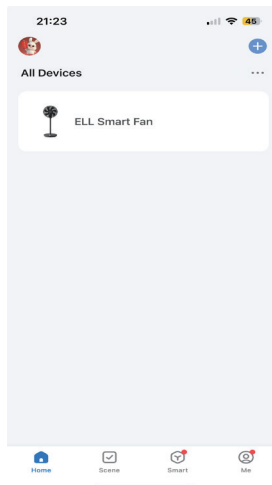 21:23
45
All Devices
ELL Smart Fan
Home
Scene
Smart
Me